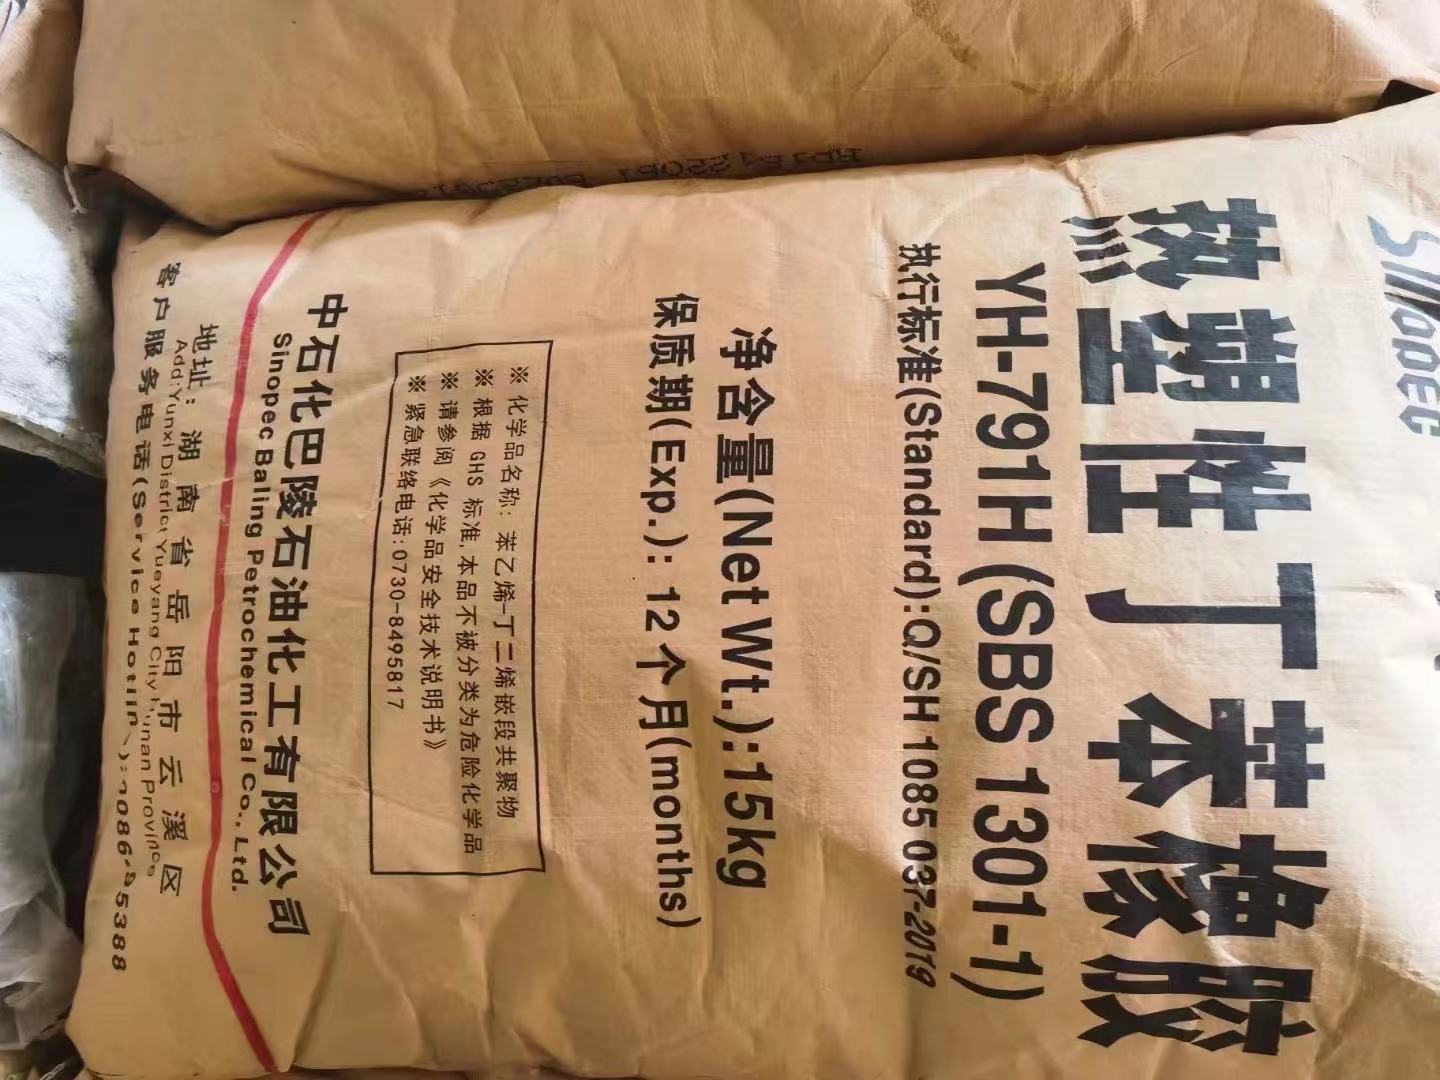 Sinopec
热塑性丁苯橡胶
YH-791H(SBS 1301-1)
执行标准(Standard):Q/SH 1085 037-2019
净含量(Net Wt.):15kg
保质期(Exp.): 12个月(months)
※ 化学品名称: 苯乙烯-丁二烯嵌段共聚物
※ 根据 GHS 标准,本品不被分类为危险化学品
※ 请参阅《化学品安全技术说明书》
※ 紧急联络电话:0730-8495817
中石化巴陵石油化工有限公司
Sinopec Baling Petrochemical Co., Ltd.
地址: 湖南省岳阳市云溪区
Add:Yunxi District Yueyang City Hunan Province
客户服务电话(Service Hotline):